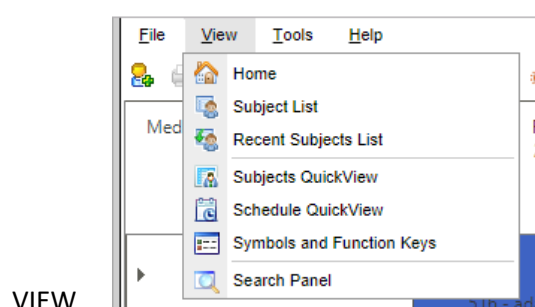 File View Tools Help
Home
Subject List
Med
Recent Subjects List
Subjects QuickView
Schedule QuickView
Symbols and Function Keys
Search Panel
VIEW